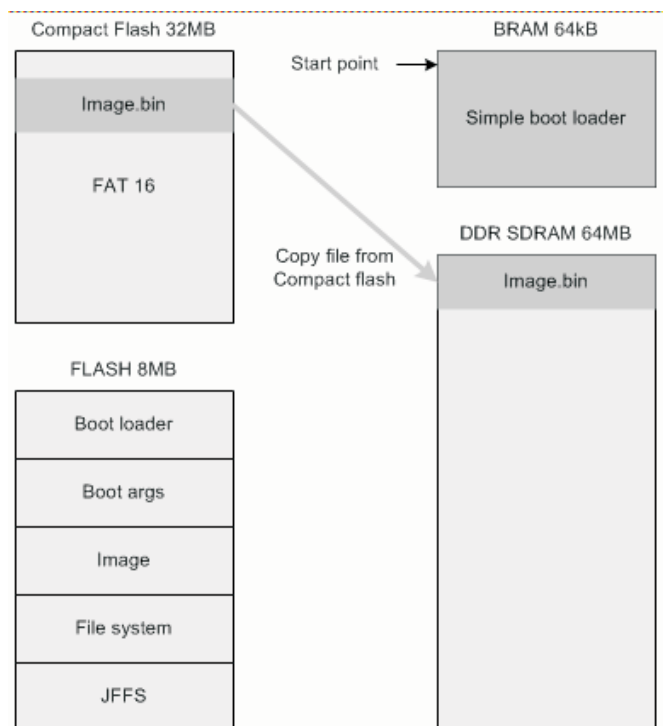 Compact Flash 32MB
Image.bin
FAT 16
FLASH 8MB
Boot loader
Boot args
Image
File system
JFFS
Start point
Copy file from
Compact flash
BRAM 64kB
Simple boot loader
DDR SDRAM 64MB
Image.bin